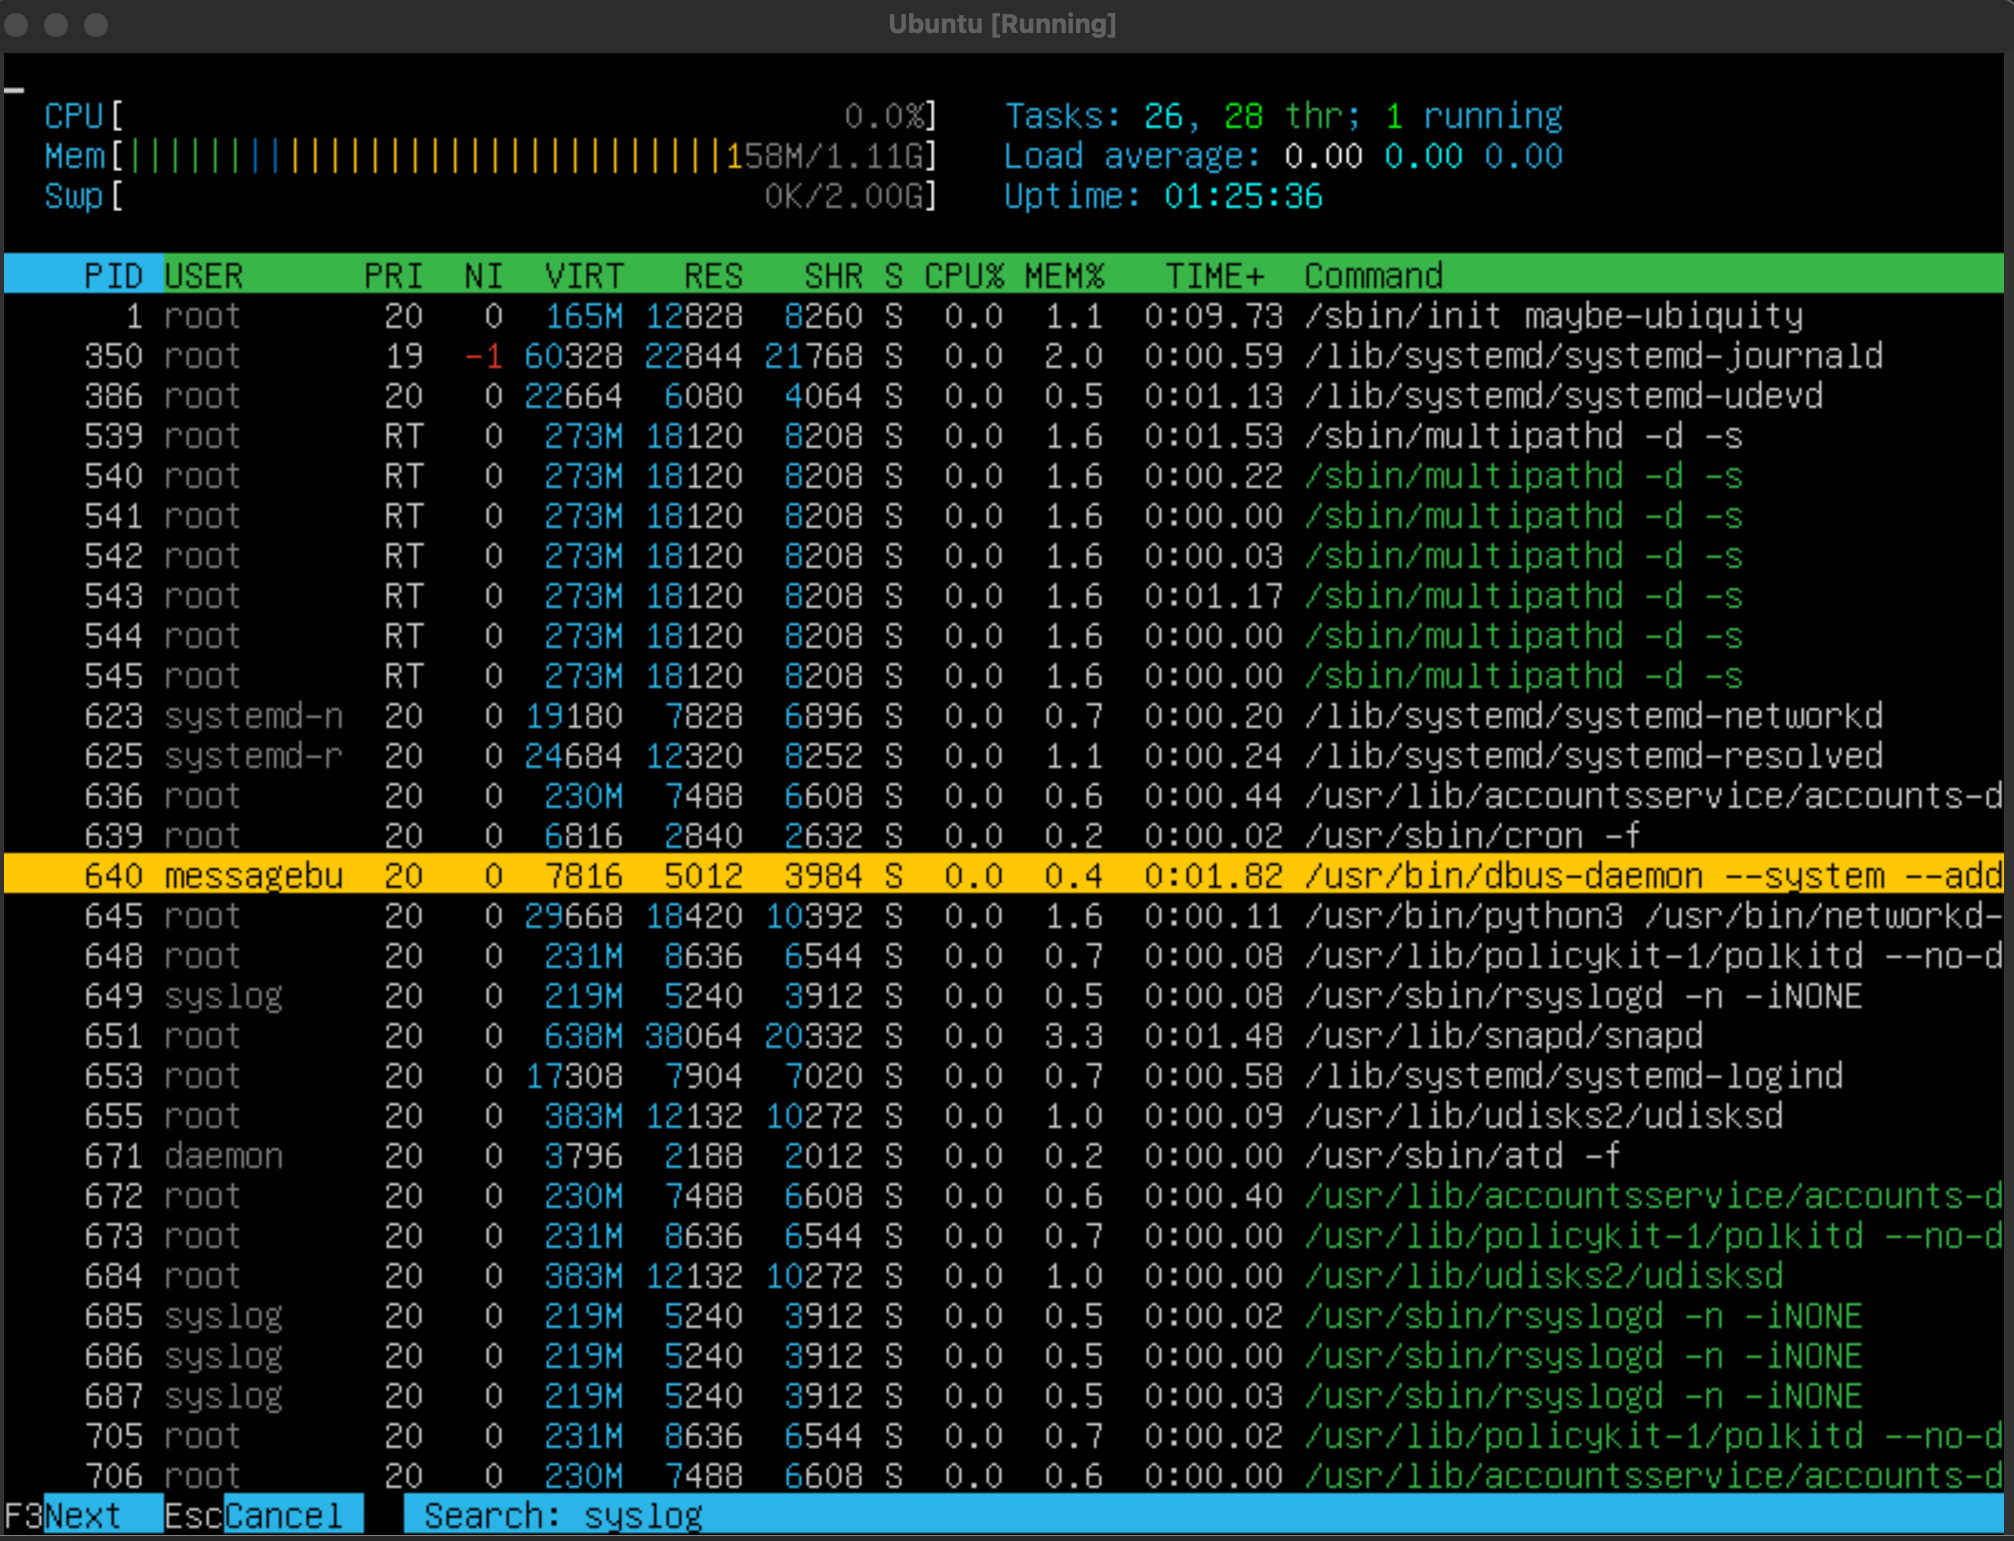 Ubuntu [Running]
CPU[ 0.0%] Tasks: 26, 28 thr; 1 running
Mem[||||||||||||||||||||||||||||||158M/1.11G] Load average: 0.00 0.00 0.00
Swp[ 0K/2.00G] Uptime: 01:25:36
PID USER PRI NI VIRT RES SHR S CPU% MEM% TIME+ Command
1 root 20 0 165M 12828 8260 S 0.0 1.1 0:09.73 /sbin/init maybe-ubiquity
350 root 19 -1 60328 22844 21768 S 0.0 2.0 0:00.59 /lib/systemd/systemd-journald
386 root 20 0 22664 6080 4064 S 0.0 0.5 0:01.13 /lib/systemd/systemd-udevd
539 root RT 0 273M 18120 8208 S 0.0 1.6 0:01.53 /sbin/multipathd -d -s
540 root RT 0 273M 18120 8208 S 0.0 1.6 0:00.22 /sbin/multipathd -d -s
541 root RT 0 273M 18120 8208 S 0.0 1.6 0:00.00 /sbin/multipathd -d -s
542 root RT 0 273M 18120 8208 S 0.0 1.6 0:00.03 /sbin/multipathd -d -s
543 root RT 0 273M 18120 8208 S 0.0 1.6 0:01.17 /sbin/multipathd -d -s
544 root RT 0 273M 18120 8208 S 0.0 1.6 0:00.00 /sbin/multipathd -d -s
545 root RT 0 273M 18120 8208 S 0.0 1.6 0:00.00 /sbin/multipathd -d -s
623 systemd-n 20 0 19180 7828 6896 S 0.0 0.7 0:00.20 /lib/systemd/systemd-networkd
625 systemd-r 20 0 24684 12320 8252 S 0.0 1.1 0:00.24 /lib/systemd/systemd-resolved
636 root 20 0 230M 7488 6608 S 0.0 0.6 0:00.44 /usr/lib/accountsservice/accounts-d
639 root 20 0 6816 2840 2632 S 0.0 0.2 0:00.02 /usr/sbin/cron -f
640 messagebu 20 0 7816 5012 3984 S 0.0 0.4 0:01.82 /usr/bin/dbus-daemon --system --add
645 root 20 0 29668 18420 10392 S 0.0 1.6 0:00.11 /usr/bin/python3 /usr/bin/networkd-
648 root 20 0 231M 8636 6544 S 0.0 0.7 0:00.08 /usr/lib/policykit-1/polkitd --no-d
649 syslog 20 0 219M 5240 3912 S 0.0 0.5 0:00.08 /usr/sbin/rsyslogd -n -iNONE
651 root 20 0 638M 38064 20332 S 0.0 3.3 0:01.48 /usr/lib/snapd/snapd
653 root 20 0 17308 7904 7020 S 0.0 0.7 0:00.58 /lib/systemd/systemd-logind
655 root 20 0 383M 12132 10272 S 0.0 1.0 0:00.09 /usr/lib/udisks2/udisksd
671 daemon 20 0 3796 2188 2012 S 0.0 0.2 0:00.00 /usr/sbin/atd -f
672 root 20 0 230M 7488 6608 S 0.0 0.6 0:00.40 /usr/lib/accountsservice/accounts-d
673 root 20 0 231M 8636 6544 S 0.0 0.7 0:00.00 /usr/lib/policykit-1/polkitd --no-d
684 root 20 0 383M 12132 10272 S 0.0 1.0 0:00.00 /usr/lib/udisks2/udisksd
685 syslog 20 0 219M 5240 3912 S 0.0 0.5 0:00.02 /usr/sbin/rsyslogd -n -iNONE
686 syslog 20 0 219M 5240 3912 S 0.0 0.5 0:00.00 /usr/sbin/rsyslogd -n -iNONE
687 syslog 20 0 219M 5240 3912 S 0.0 0.5 0:00.03 /usr/sbin/rsyslogd -n -iNONE
705 root 20 0 231M 8636 6544 S 0.0 0.7 0:00.02 /usr/lib/policykit-1/polkitd --no-d
706 root 20 0 230M 7488 6608 S 0.0 0.6 0:00.00 /usr/lib/accountsservice/accounts-d
F3Next EscCancel Search: syslog